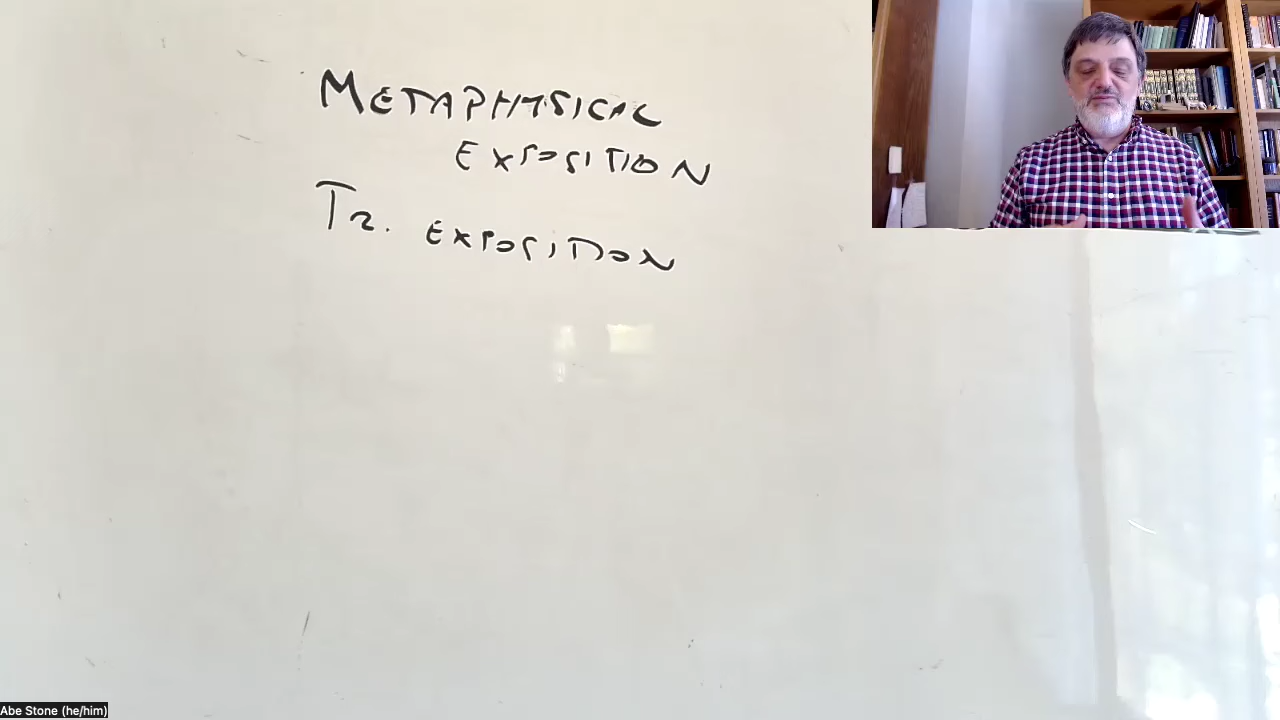 METAPHYSICAL
EXPOSITION
Tr. EXPOSITION
Abe Stone (he/him)